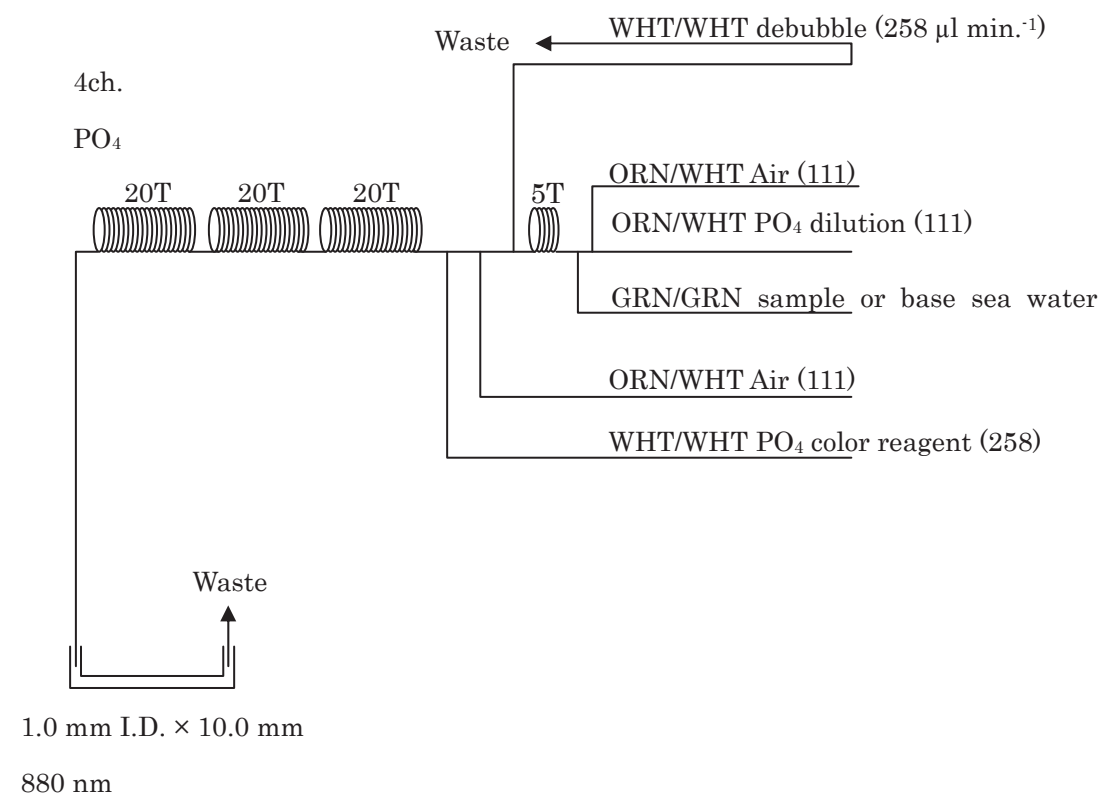 WHT/WHT debubble (258 µl min.-1)
Waste
4ch.
PO4
20T 20T 20T 5T
ORN/WHT Air (111)
ORN/WHT PO4 dilution (111)
GRN/GRN sample or base sea water
ORN/WHT Air (111)
WHT/WHT PO4 color reagent (258)
Waste
1.0 mm I.D. × 10.0 mm
880 nm